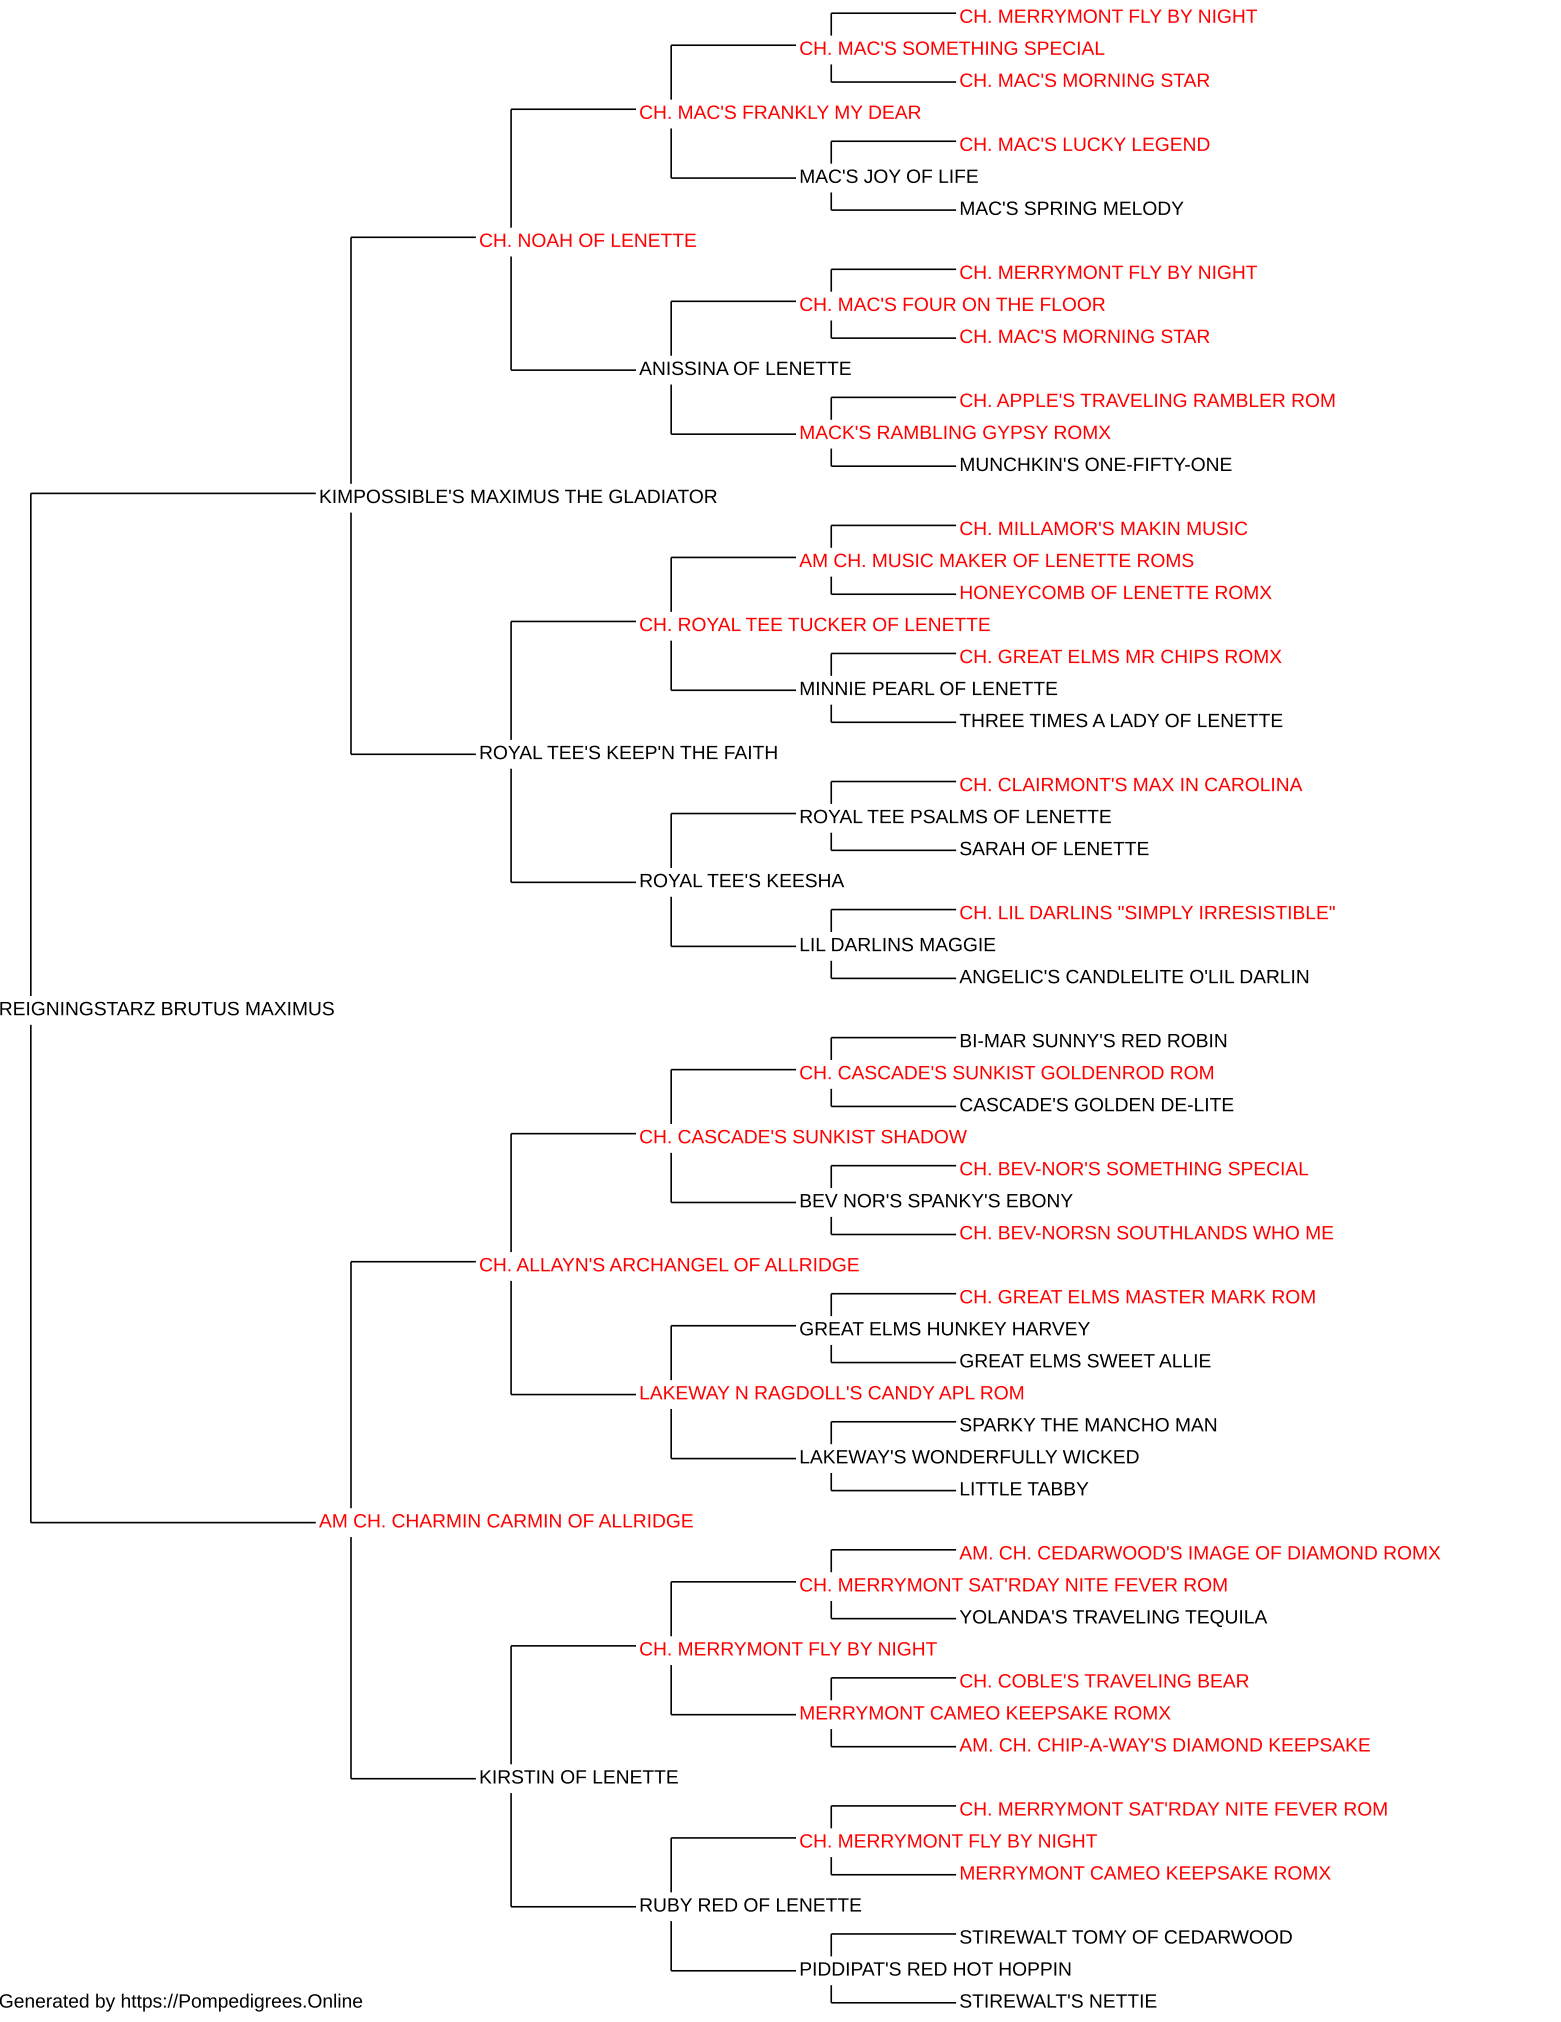 CH. MERRYMONT FLY BY NIGHT
CH. MAC'S SOMETHING SPECIAL
CH. MAC'S MORNING STAR
CH. MAC'S FRANKLY MY DEAR
CH. MAC'S LUCKY LEGEND
MAC'S JOY OF LIFE
MAC'S SPRING MELODY
CH. NOAH OF LENETTE
CH. MERRYMONT FLY BY NIGHT
CH. MAC'S FOUR ON THE FLOOR
CH. MAC'S MORNING STAR
ANISSINA OF LENETTE
CH. APPLE'S TRAVELING RAMBLER ROM
MACK'S RAMBLING GYPSY ROMX
MUNCHKIN'S ONE-FIFTY-ONE
KIMPOSSIBLE'S MAXIMUS THE GLADIATOR
CH. MILLAMOR'S MAKIN MUSIC
AM CH. MUSIC MAKER OF LENETTE ROMS
HONEYCOMB OF LENETTE ROMX
CH. ROYAL TEE TUCKER OF LENETTE
CH. GREAT ELMS MR CHIPS ROMX
MINNIE PEARL OF LENETTE
THREE TIMES A LADY OF LENETTE
ROYAL TEE'S KEEP'N THE FAITH
CH. CLAIRMONT'S MAX IN CAROLINA
ROYAL TEE PSALMS OF LENETTE
SARAH OF LENETTE
ROYAL TEE'S KEESHA
CH. LIL DARLINS "SIMPLY IRRESISTIBLE"
LIL DARLINS MAGGIE
ANGELIC'S CANDLELITE O'LIL DARLIN
REIGNINGSTARZ BRUTUS MAXIMUS
BI-MAR SUNNY'S RED ROBIN
CH. CASCADE'S SUNKIST GOLDENROD ROM
CASCADE'S GOLDEN DE-LITE
CH. CASCADE'S SUNKIST SHADOW
CH. BEV-NOR'S SOMETHING SPECIAL
BEV NOR'S SPANKY'S EBONY
CH. BEV-NORSN SOUTHLANDS WHO ME
CH. ALLAYN'S ARCHANGEL OF ALLRIDGE
CH. GREAT ELMS MASTER MARK ROM
GREAT ELMS HUNKEY HARVEY
GREAT ELMS SWEET ALLIE
LAKEWAY N RAGDOLL'S CANDY APL ROM
SPARKY THE MANCHO MAN
LAKEWAY'S WONDERFULLY WICKED
LITTLE TABBY
AM CH. CHARMIN CARMIN OF ALLRIDGE
AM. CH. CEDARWOOD'S IMAGE OF DIAMOND ROMX
CH. MERRYMONT SAT'RDAY NITE FEVER ROM
YOLANDA'S TRAVELING TEQUILA
CH. MERRYMONT FLY BY NIGHT
CH. COBLE'S TRAVELING BEAR
MERRYMONT CAMEO KEEPSAKE ROMX
AM. CH. CHIP-A-WAY'S DIAMOND KEEPSAKE
KIRSTIN OF LENETTE
CH. MERRYMONT SAT'RDAY NITE FEVER ROM
CH. MERRYMONT FLY BY NIGHT
MERRYMONT CAMEO KEEPSAKE ROMX
RUBY RED OF LENETTE
STIREWALT TOMY OF CEDARWOOD
PIDDIPAT'S RED HOT HOPPIN
STIREWALT'S NETTIE
Generated by https://Pompedigrees.Online